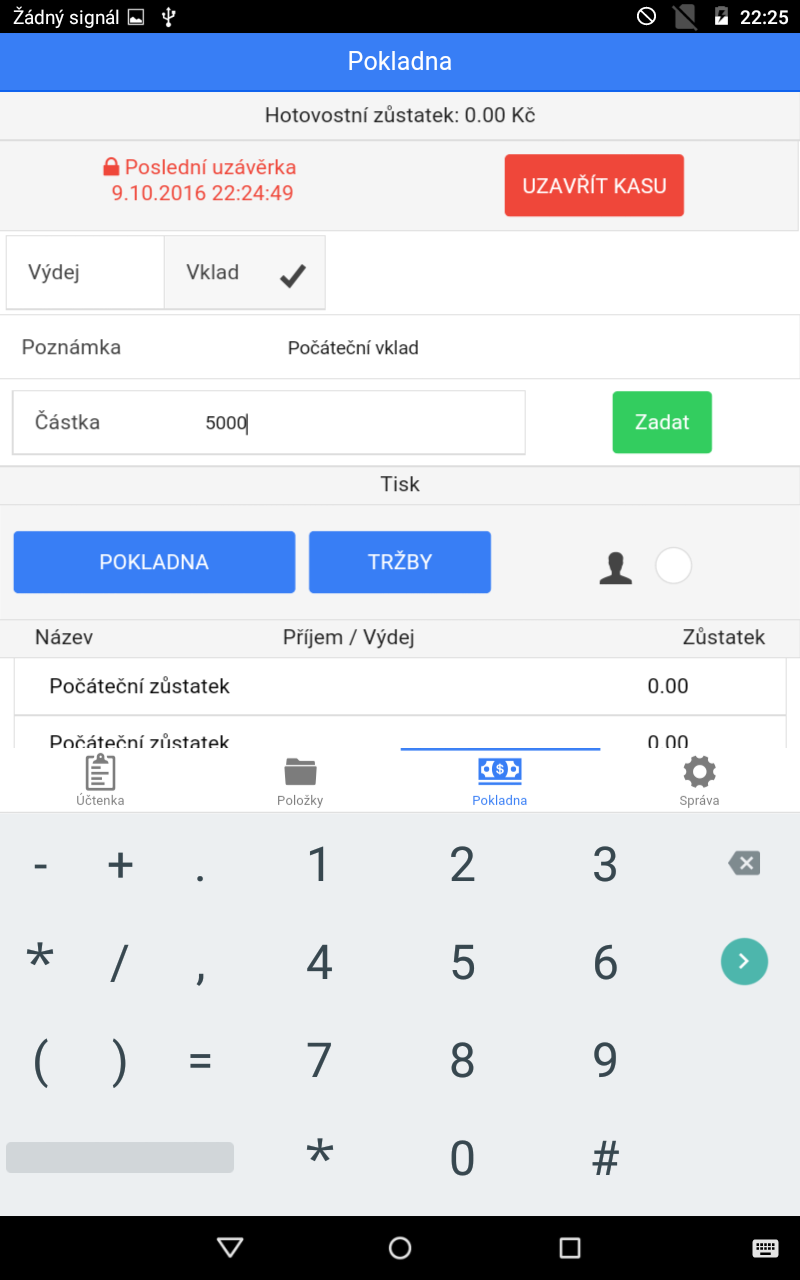 Žádný signál 22:25
Pokladna
Hotovostní zůstatek: 0.00 Kč
Poslední uzávěrka
9.10.2016 22:24:49
UZAVŘÍT KASU
Výdej Vklad
Poznámka Počáteční vklad
Částka 5000 Zadat
Tisk
POKLADNA TRŽBY
Název Příjem / Výdej Zůstatek
Počáteční zůstatek 0.00
Počáteční zůstatek 0.00
Účtenka Položky Pokladna Správa
- + . 1 2 3
* / , 4 5 6
( ) = 7 8 9
* 0 #